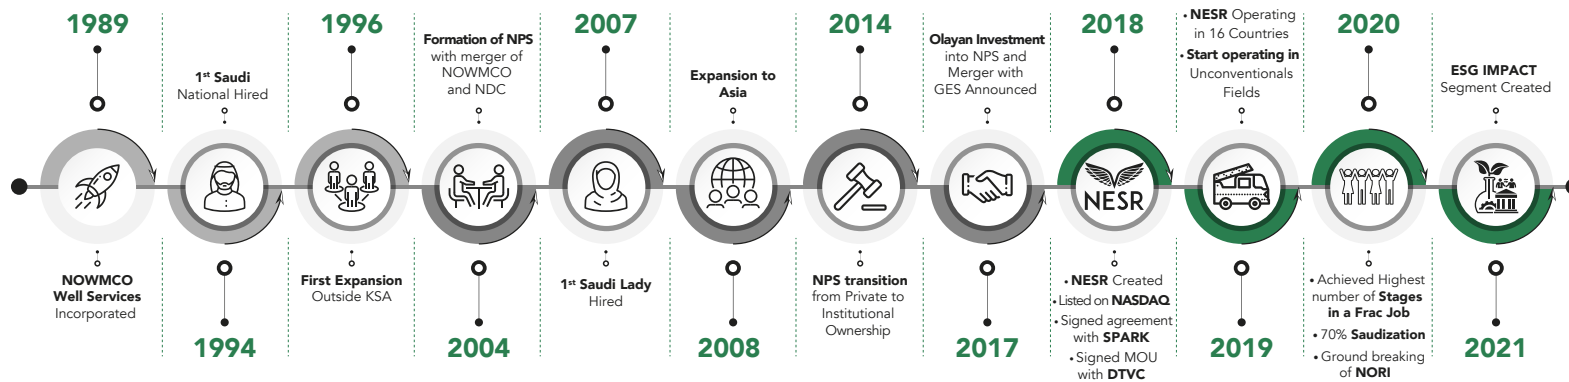 1989
NOWMCO
Well Services
Incorporated
1st Saudi
National Hired
1994
1996
First Expansion
Outside KSA
Formation of NPS
with merger of
NOWMCO
and NDC
2004
2007
1st Saudi Lady
Hired
Expansion to
Asia
2008
2014
NPS transition
from Private to
Institutional
Ownership
Olayan Investment
into NPS and
Merger with
GES Announced
2017
2018
NESR
• NESR Created
• Listed on NASDAQ
• Signed agreement
with SPARK
• Signed MOU
with DTVC
• NESR Operating
in 16 Countries
• Start operating in
Unconventionals
Fields
2019
2020
• Achieved Highest
number of Stages
in a Frac Job
• 70% Saudization
• Ground breaking
of NORI
ESG IMPACT
Segment Created
2021